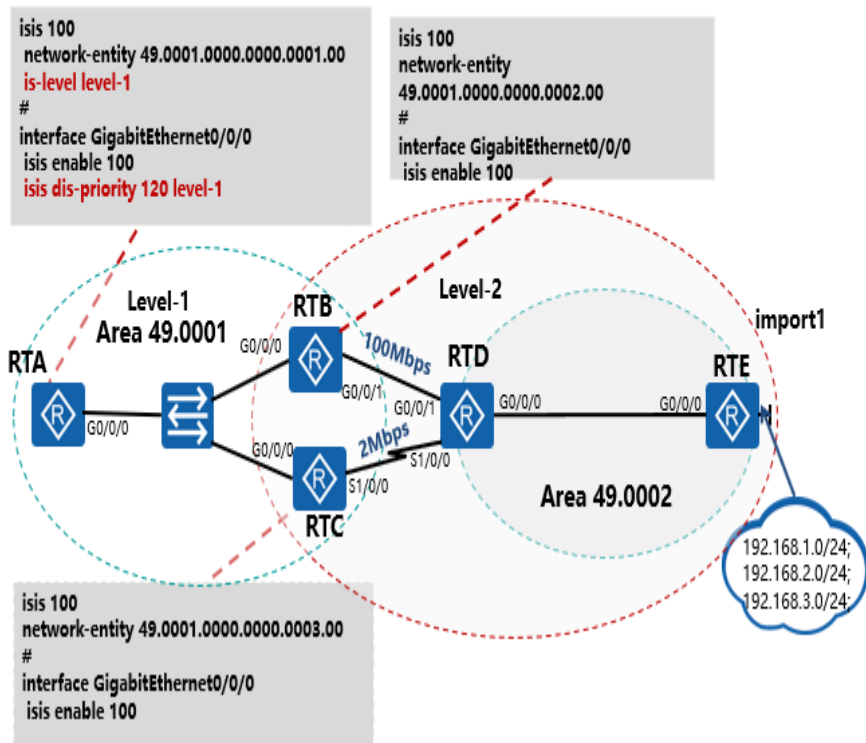 isis 100
network-entity 49.0001.0000.0000.0001.00
is-level level-1
#
interface GigabitEthernet0/0/0
isis enable 100
isis dis-priority 120 level-1
isis 100
network-entity
49.0001.0000.0000.0002.00
#
interface GigabitEthernet0/0/0
isis enable 100
Level-1
Area 49.0001
RTB
Level-2
import1
RTA
G0/0/0
100Mbps
RTD
RTE
R
G0/0/1
G0/0/1
G0/0/0
G0/0/0
R
R
R
G0/0/0
G0/0/0
2Mbps
S1/0/0
R
S1/0/0
RTC
Area 49.0002
192.168.1.0/24;
192.168.2.0/24;
192.168.3.0/24;
isis 100
network-entity 49.0001.0000.0000.0003.00
#
interface GigabitEthernet0/0/0
isis enable 100